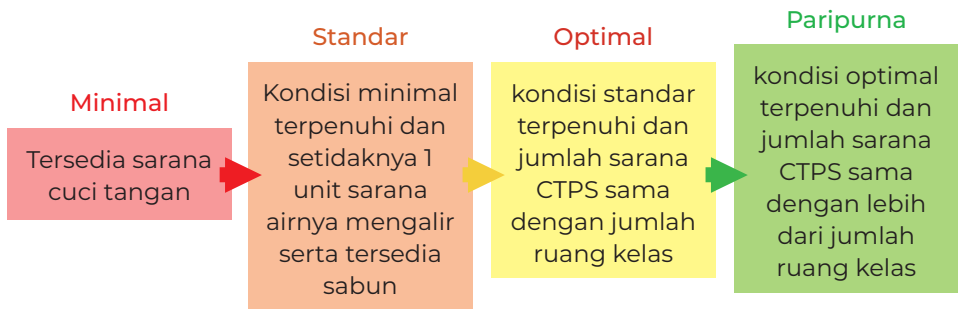 Minimal
Tersedia sarana
cuci tangan
Standar
Kondisi minimal
terpenuhi dan
setidaknya 1
unit sarana
airnya mengalir
serta tersedia
sabun
Optimal
kondisi standar
terpenuhi dan
jumlah sarana
CTPS sama
dengan jumlah
ruang kelas
Paripurna
kondisi optimal
terpenuhi dan
jumlah sarana
CTPS sama
dengan lebih
dari jumlah
ruang kelas